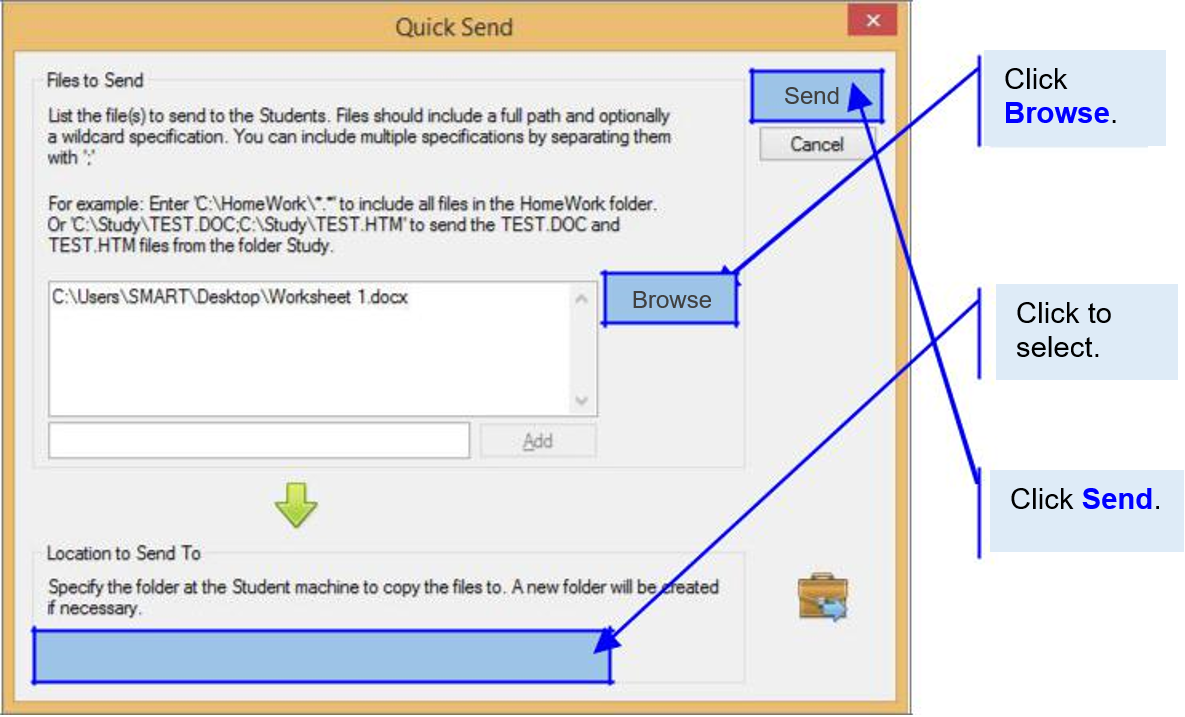 Quick Send
Files to Send
List the file(s) to send to the Students. Files should include a full path and optionally
a wildcard specification. You can include multiple specifications by separating them
with ';'
For example: Enter 'C:\HomeWork\*.*' to include all files in the HomeWork folder.
Or 'C:\Study\TEST.DOC;C:\Study\TEST.HTM' to send the TEST.DOC and
TEST.HTM files from the folder Study.
C:\Users\SMART\Desktop\Worksheet 1.docx
Browse
Add
Send
Cancel
Location to Send To
Specify the folder at the Student machine to copy the files to. A new folder will be created
if necessary.
Click
Browse.
Click to
select.
Click Send.